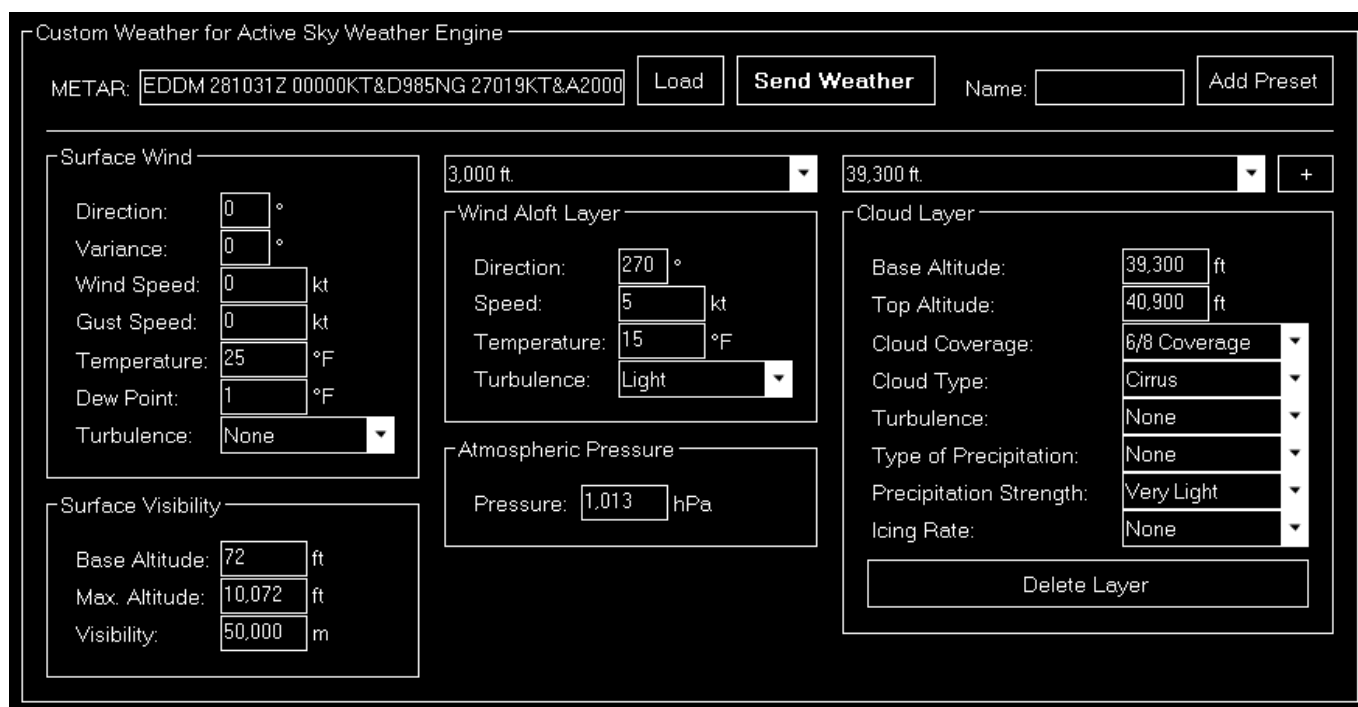 Custom Weather for Active Sky Weather Engine
METAR: EDDM 281031Z 00000KT&D985NG 27019KT&A2000 Load Send Weather Name: Add Preset
Surface Wind
Direction: 0 °
Variance: 0 °
Wind Speed: 0 kt
Gust Speed: 0 kt
Temperature: 25 °F
Dew Point: 1 °F
Turbulence: None
Surface Visibility
Base Altitude: 72 ft
Max. Altitude: 10,072 ft
Visibility: 50,000 m
3,000 ft.
Wind Aloft Layer
Direction: 270 °
Speed: 5 kt
Temperature: 15 °F
Turbulence: Light
Atmospheric Pressure
Pressure: 1,013 hPa
39,300 ft. +
Cloud Layer
Base Altitude: 39,300 ft
Top Altitude: 40,900 ft
Cloud Coverage: 6/8 Coverage
Cloud Type: Cirrus
Turbulence: None
Type of Precipitation: None
Precipitation Strength: Very Light
Icing Rate: None
Delete Layer